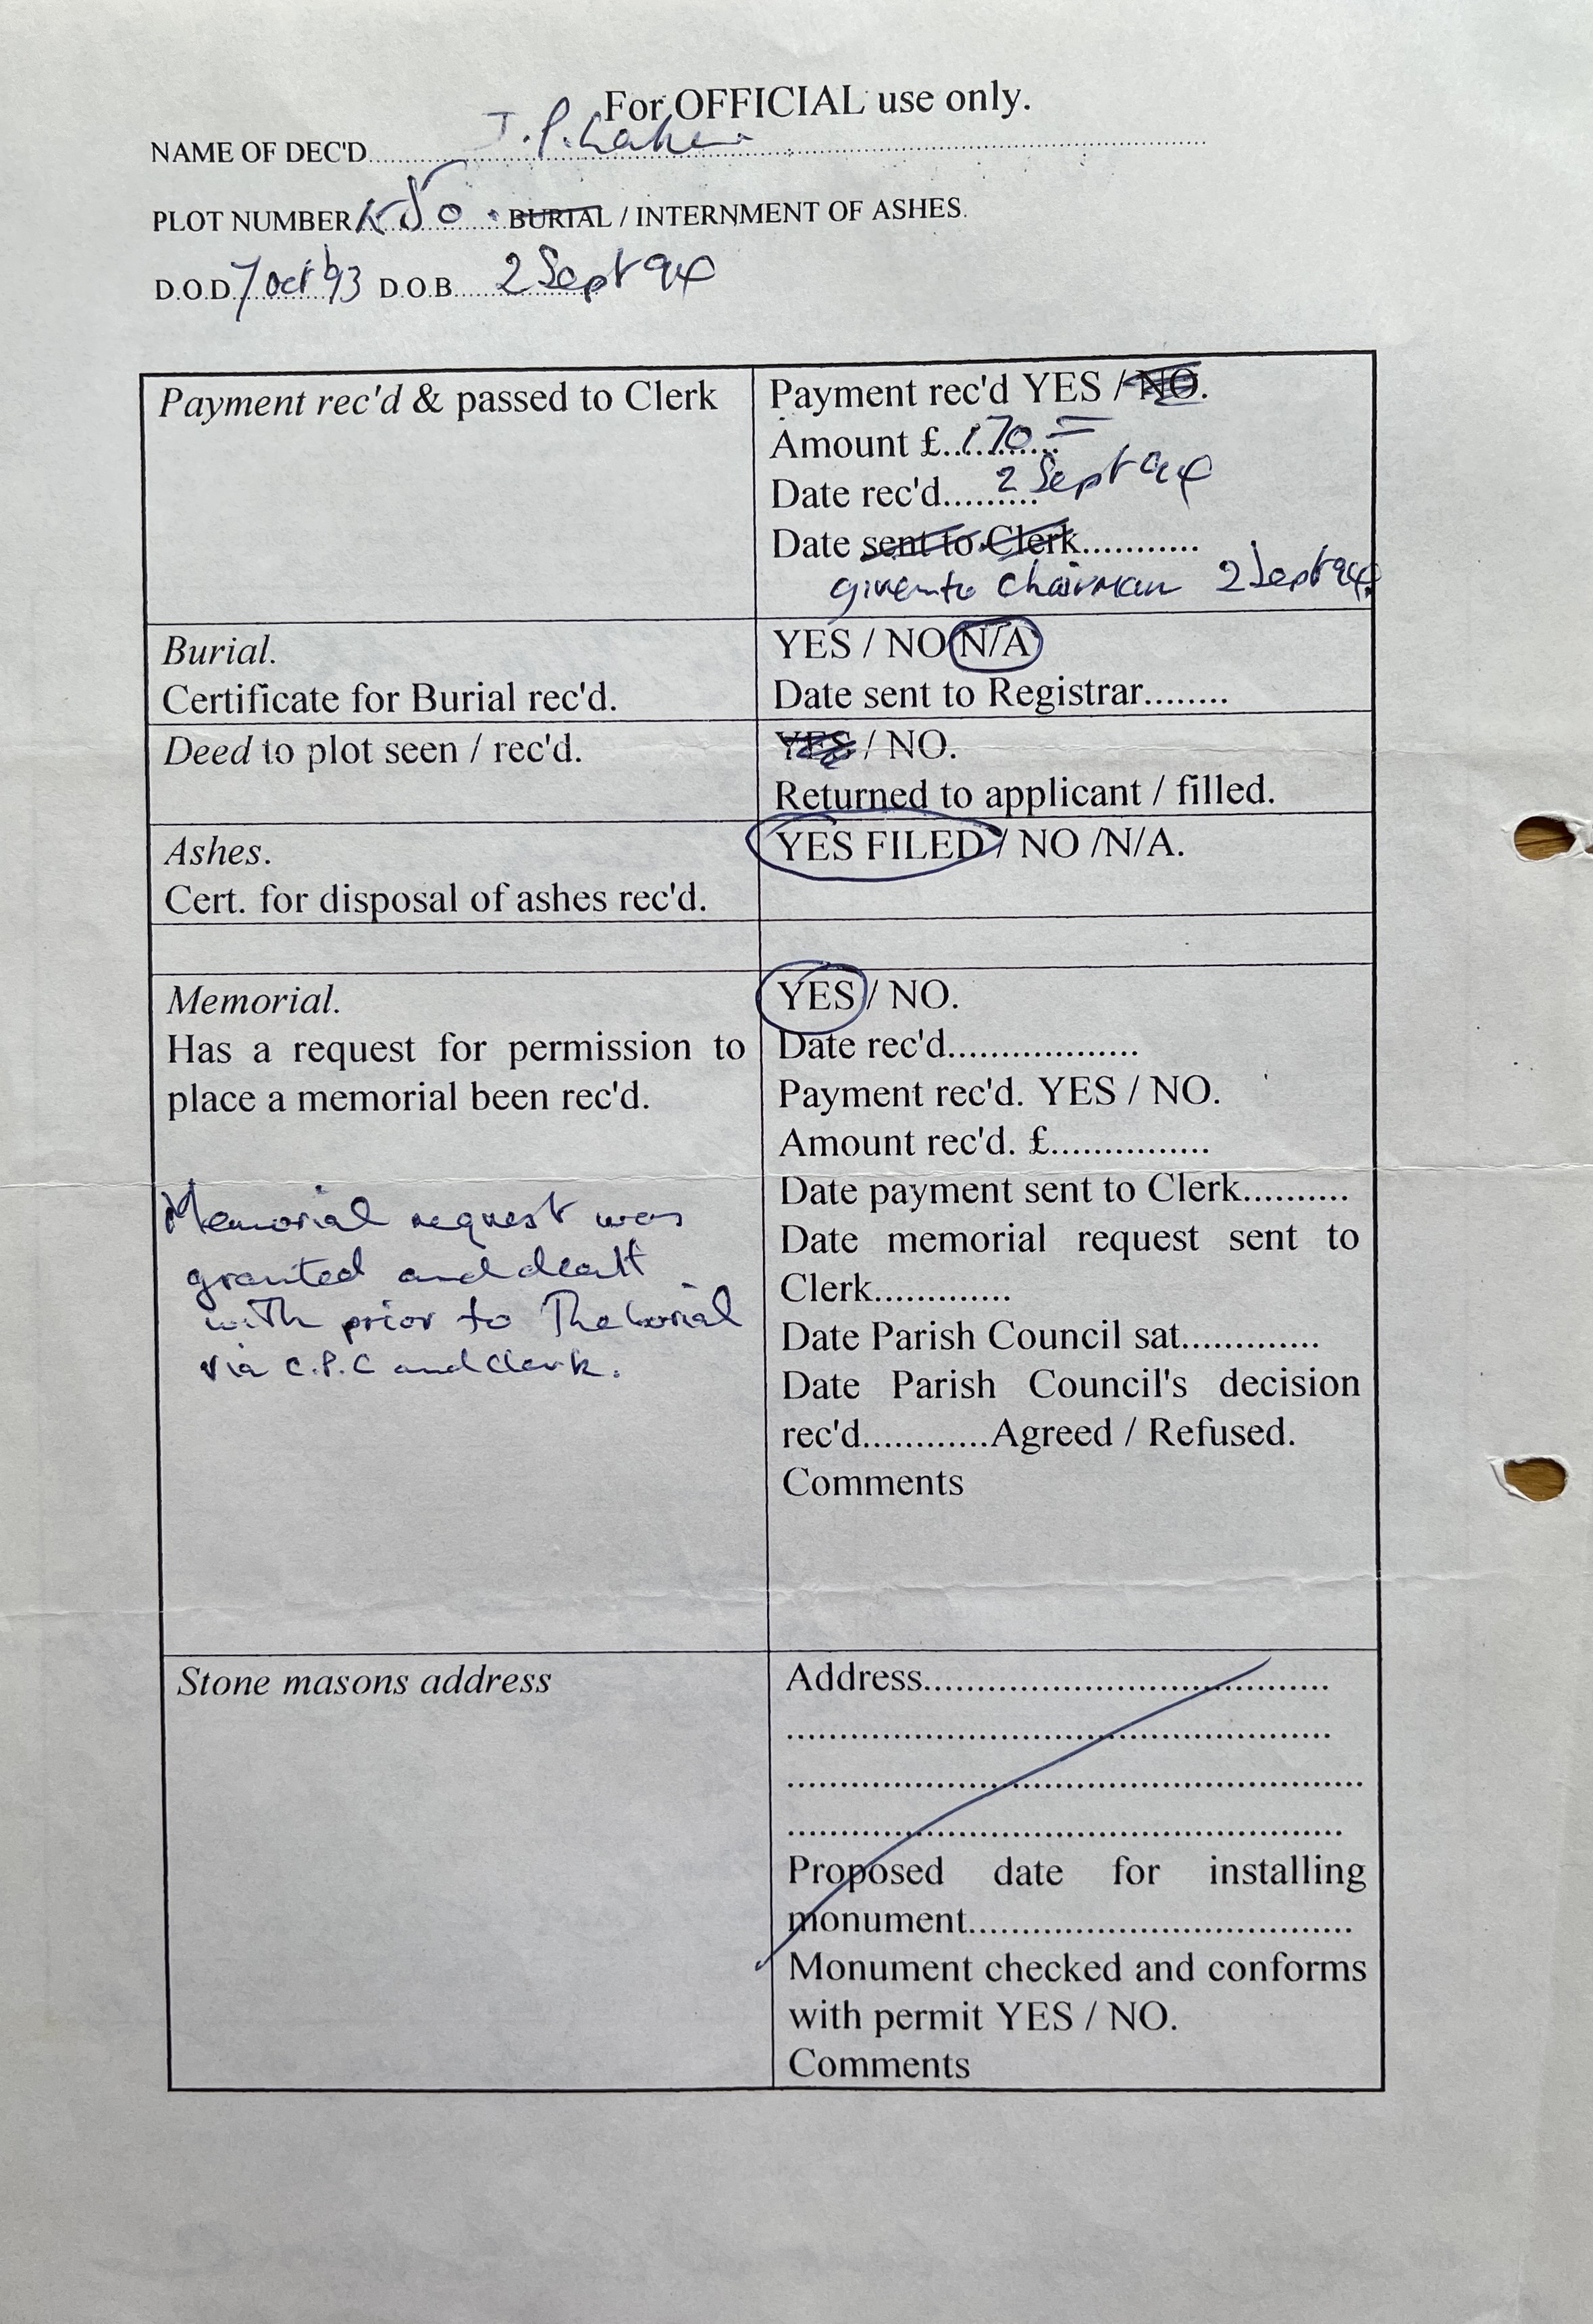 For OFFICIAL use only.
NAME OF DEC'D J. P.
PLOT NUMBER BURIAL / INTERNMENT OF ASHES.
D.O.D. 7 Oct 93 D.O.B. 2 Sept 94
Payment rec'd & passed to Clerk
Payment rec'd YES / NO.
Amount £ 170 =
Date rec'd 2 Sept 94
Date sent to Clerk............
given to Chairman 2 Sept 94.
Burial.
Certificate for Burial rec'd.
YES / NO N/A
Date sent to Registrar........
Deed to plot seen / rec'd.
YES / NO.
Returned to applicant / filled.
Ashes.
Cert. for disposal of ashes rec'd.
YES FILED / NO /N/A.
Memorial.
Has a request for permission to
place a memorial been rec'd.
Memorial request was
granted and dealt
with prior to The burial
via C.P.C and Clerk.
YES / NO.
Date rec'd...................
Payment rec'd. YES / NO.
Amount rec'd. £................
Date payment sent to Clerk..........
Date memorial request sent to
Clerk.............
Date Parish Council sat.............
Date Parish Council's decision
rec'd............Agreed / Refused.
Comments
Stone masons address
Address........................................
Proposed date for installing
monument......................................
Monument checked and conforms
with permit YES / NO.
Comments